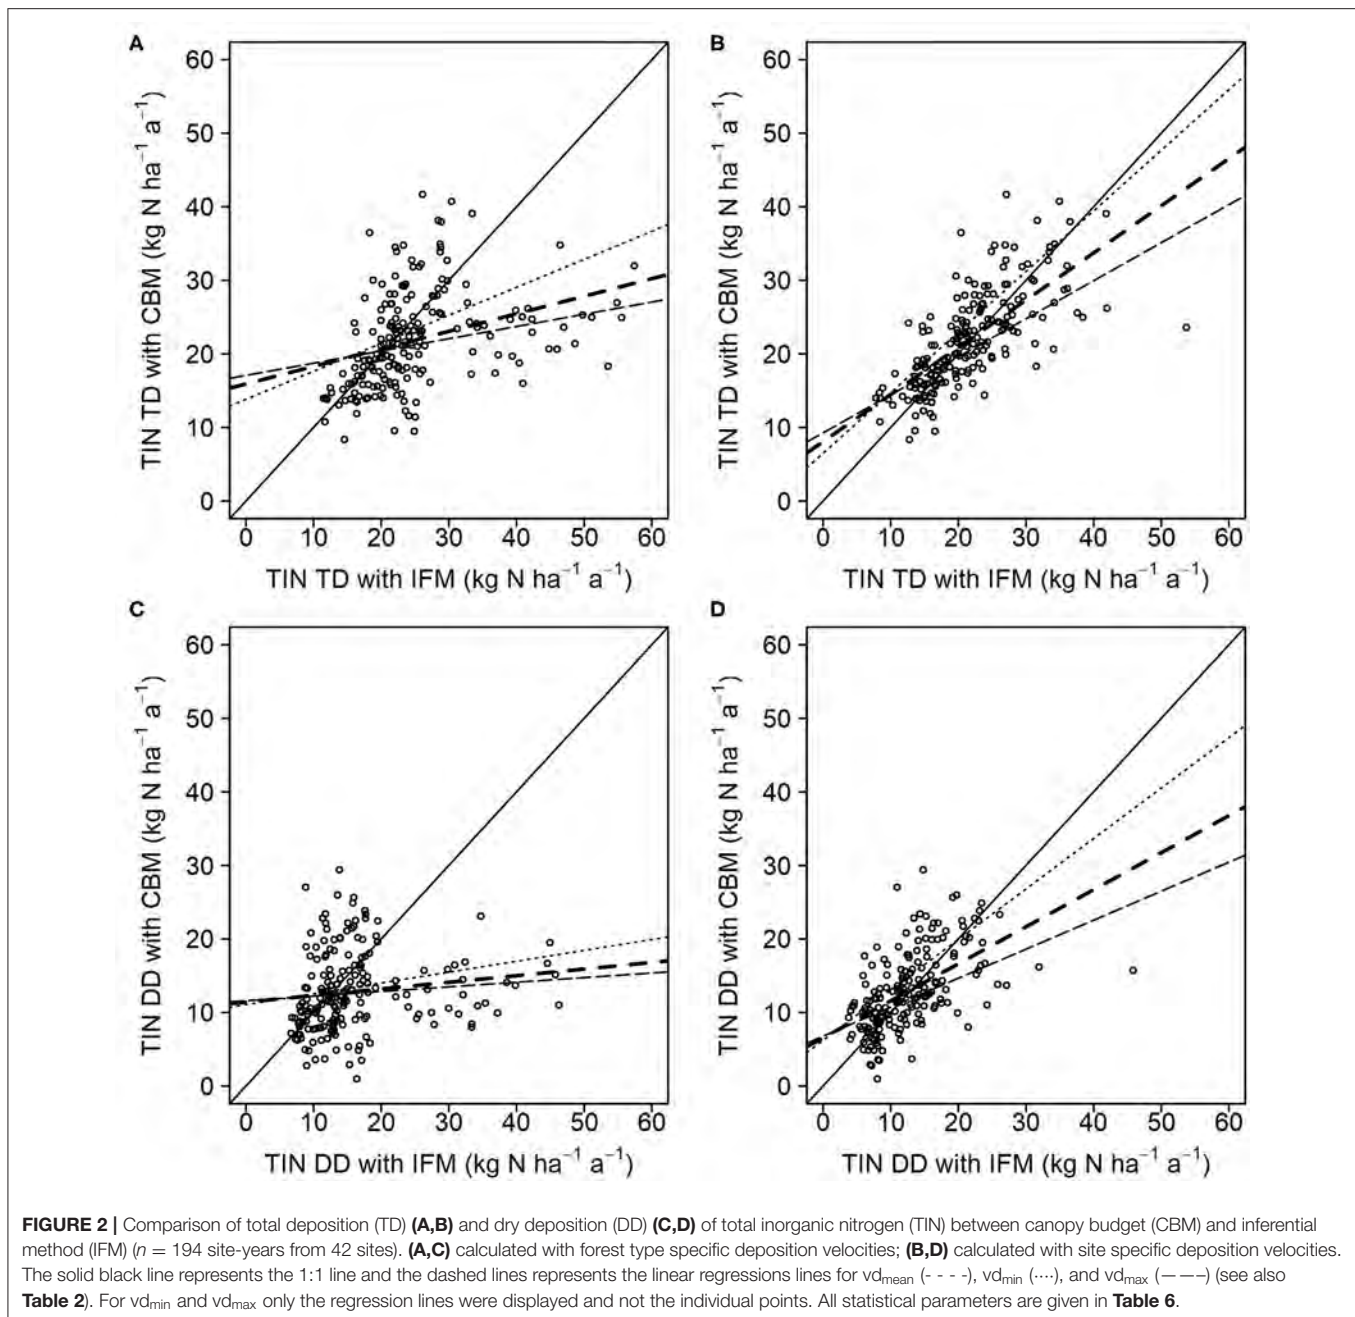 A
60
50
40
30
20
10
0
TIN TD with CBM (kg N ha⁻¹ a⁻¹)
0 10 20 30 40 50 60
TIN TD with IFM (kg N ha⁻¹ a⁻¹)
B
60
50
40
30
20
10
0
TIN TD with CBM (kg N ha⁻¹ a⁻¹)
0 10 20 30 40 50 60
TIN TD with IFM (kg N ha⁻¹ a⁻¹)
C
60
50
40
30
20
10
0
TIN DD with CBM (kg N ha⁻¹ a⁻¹)
0 10 20 30 40 50 60
TIN DD with IFM (kg N ha⁻¹ a⁻¹)
D
60
50
40
30
20
10
0
TIN DD with CBM (kg N ha⁻¹ a⁻¹)
0 10 20 30 40 50 60
TIN DD with IFM (kg N ha⁻¹ a⁻¹)
FIGURE 2 | Comparison of total deposition (TD) (A,B) and dry deposition (DD) (C,D) of total inorganic nitrogen (TIN) between canopy budget (CBM) and inferential
method (IFM) (n = 194 site-years from 42 sites). (A,C) calculated with forest type specific deposition velocities; (B,D) calculated with site specific deposition velocities.
The solid black line represents the 1:1 line and the dashed lines represents the linear regressions lines for vdmean (- - - -), vdmin (····), and vdmax (—–––) (see also
Table 2). For vdmin and vdmax only the regression lines were displayed and not the individual points. All statistical parameters are given in Table 6.